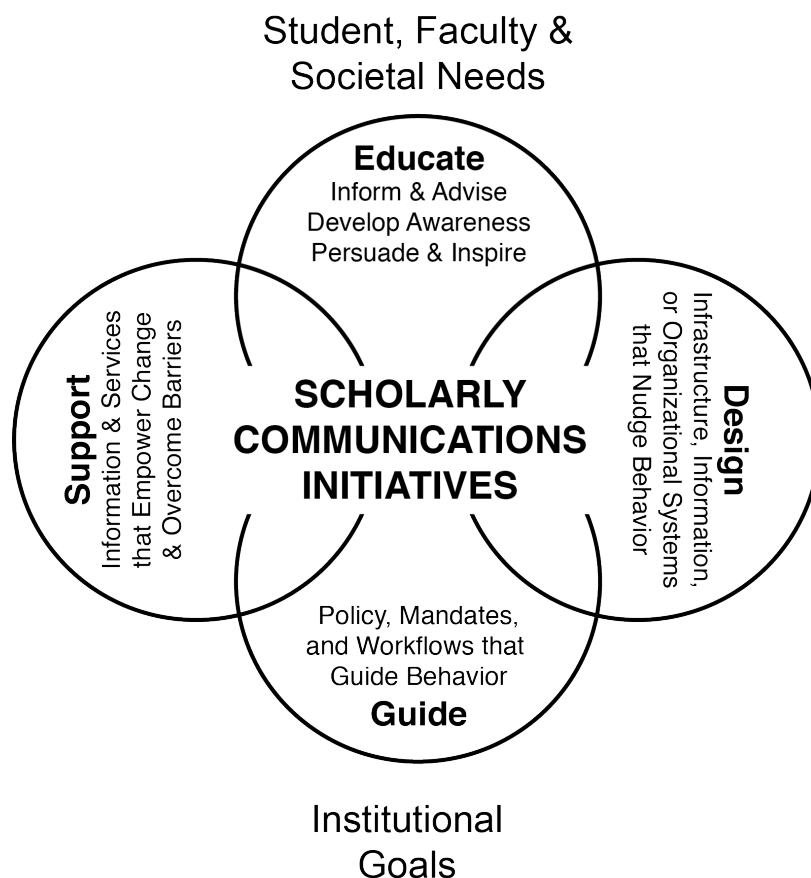 Student, Faculty &
Societal Needs
Educate
Inform & Advise
Develop Awareness
Persuade & Inspire
Support
Information & Services
that Empower Change
& Overcome Barriers
SCHOLARLY
COMMUNICATIONS
INITIATIVES
Design
Infrastructure, Information,
or Organizational Systems
that Nudge Behavior
Policy, Mandates,
and Workflows that
Guide Behavior
Guide
Institutional
Goals